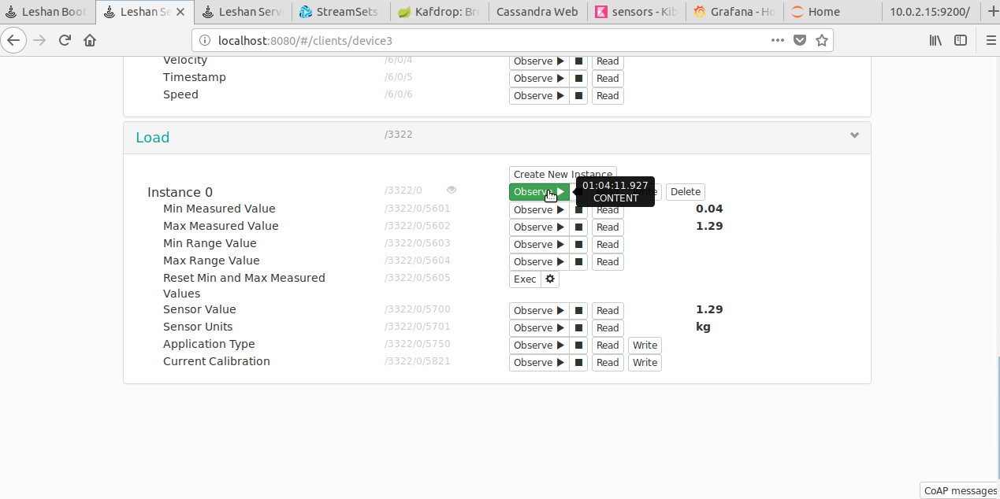 Leshan Boot Leshan Se Leshan Serv StreamSets Kafdrop: Bro Cassandra Web sensors - Kib Grafana - Ho Home 10.0.2.15:9200/
localhost:8080/#/clients/device3
Velocity /6/0/4 Observe Read
Timestamp /6/0/5 Observe Read
Speed /6/0/6 Observe Read
Load /3322
Create New Instance
Instance 0 /3322/0 Observe Delete
01:04:11.927
CONTENT
Min Measured Value /3322/0/5601 Observe Read 0.04
Max Measured Value /3322/0/5602 Observe Read 1.29
Min Range Value /3322/0/5603 Observe Read
Max Range Value /3322/0/5604 Observe Read
Reset Min and Max Measured /3322/0/5605 Exec
Values
Sensor Value /3322/0/5700 Observe Read 1.29
Sensor Units /3322/0/5701 Observe Read kg
Application Type /3322/0/5750 Observe Read Write
Current Calibration /3322/0/5821 Observe Read Write
CoAP messages